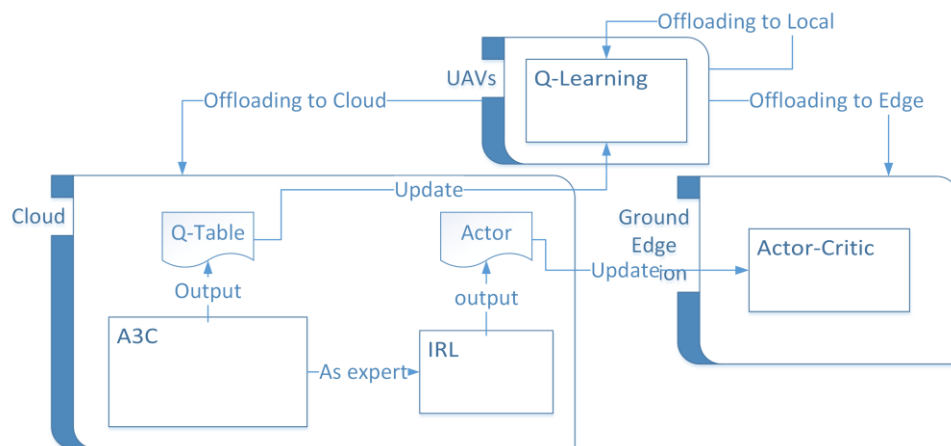 Offloading to Local
UAVs
Q-Learning
Offloading to Cloud
Offloading to Edge
Cloud
Update
Q-Table
Actor
Ground
Edge
ion
Actor-Critic
Update
Output
output
A3C
As expert
IRL